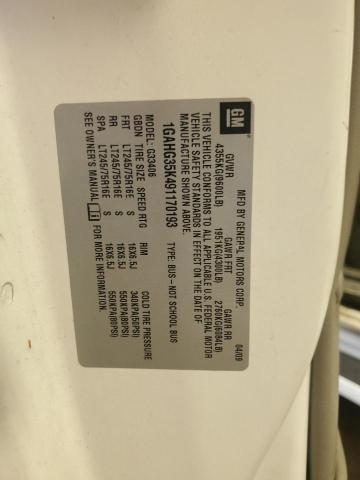 GM
MFD BY GENERAL MOTORS CORP 04/09
GVWR GAWR FRT GAWR RR
4355KG(9600LB) 1951KG(4300LB) 2760KG(6084LB)
THIS VEHICLE CONFORMS TO ALL APPLICABLE U.S. FEDERAL MOTOR
VEHICLE SAFETY STANDARDS IN EFFECT ON THE DATE OF
MANUFACTURE SHOWN ABOVE.
1GAHG35K491170193 TYPE: BUS-NOT SCHOOL BUS
MODEL: G33406
GBDN TIRE SIZE SPEED RTG RIM COLD TIRE PRESSURE
FRT LT245/75R16E S 16X6.5J 340KPA(50PSI)
RR LT245/75R16E S 16X6.5J 550KPA(80PSI)
SPA LT245/75R16E S 16X6.5J 550KPA(80PSI)
SEE OWNER'S MANUAL FOR MORE INFORMATION.